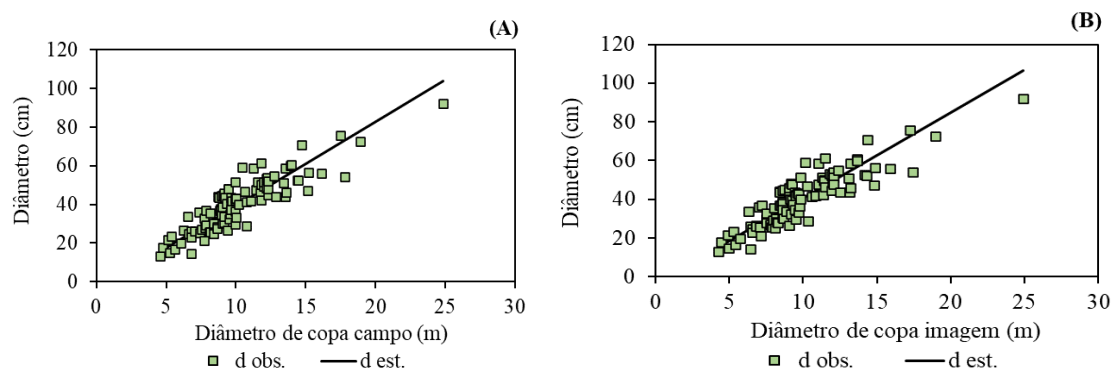 (A)
120
100
80
60
40
20
0
Diâmetro (cm)
0 5 10 15 20 25 30
Diâmetro de copa campo (m)
d obs. d est.
(B)
120
100
80
60
40
20
0
Diâmetro (cm)
0 5 10 15 20 25 30
Diâmetro de copa imagem (m)
d obs. d est.